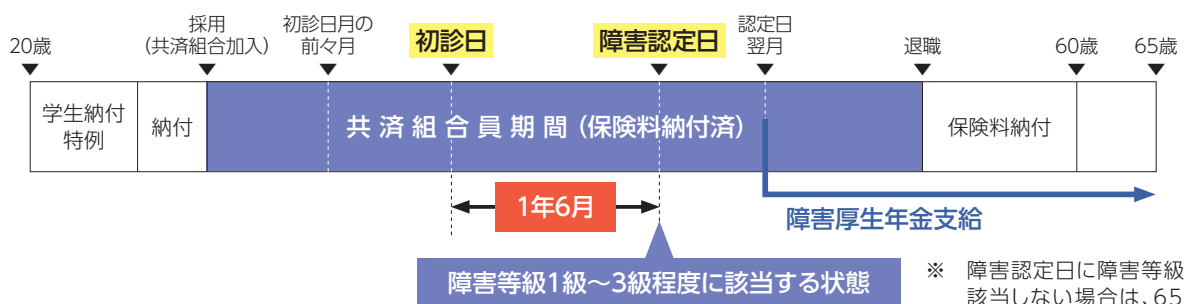 20歳
採用
(共済組合加入)
初診日月の
前々月
初診日
障害認定日
認定日
翌月
退職
60歳
65歳
学生納付
特例
納付
共済組合員期間(保険料納付済)
保険料納付
1年6月
障害厚生年金支給
障害等級1級〜3級程度に該当する状態
※ 障害認定日に障害等級
該当しない場合は、65